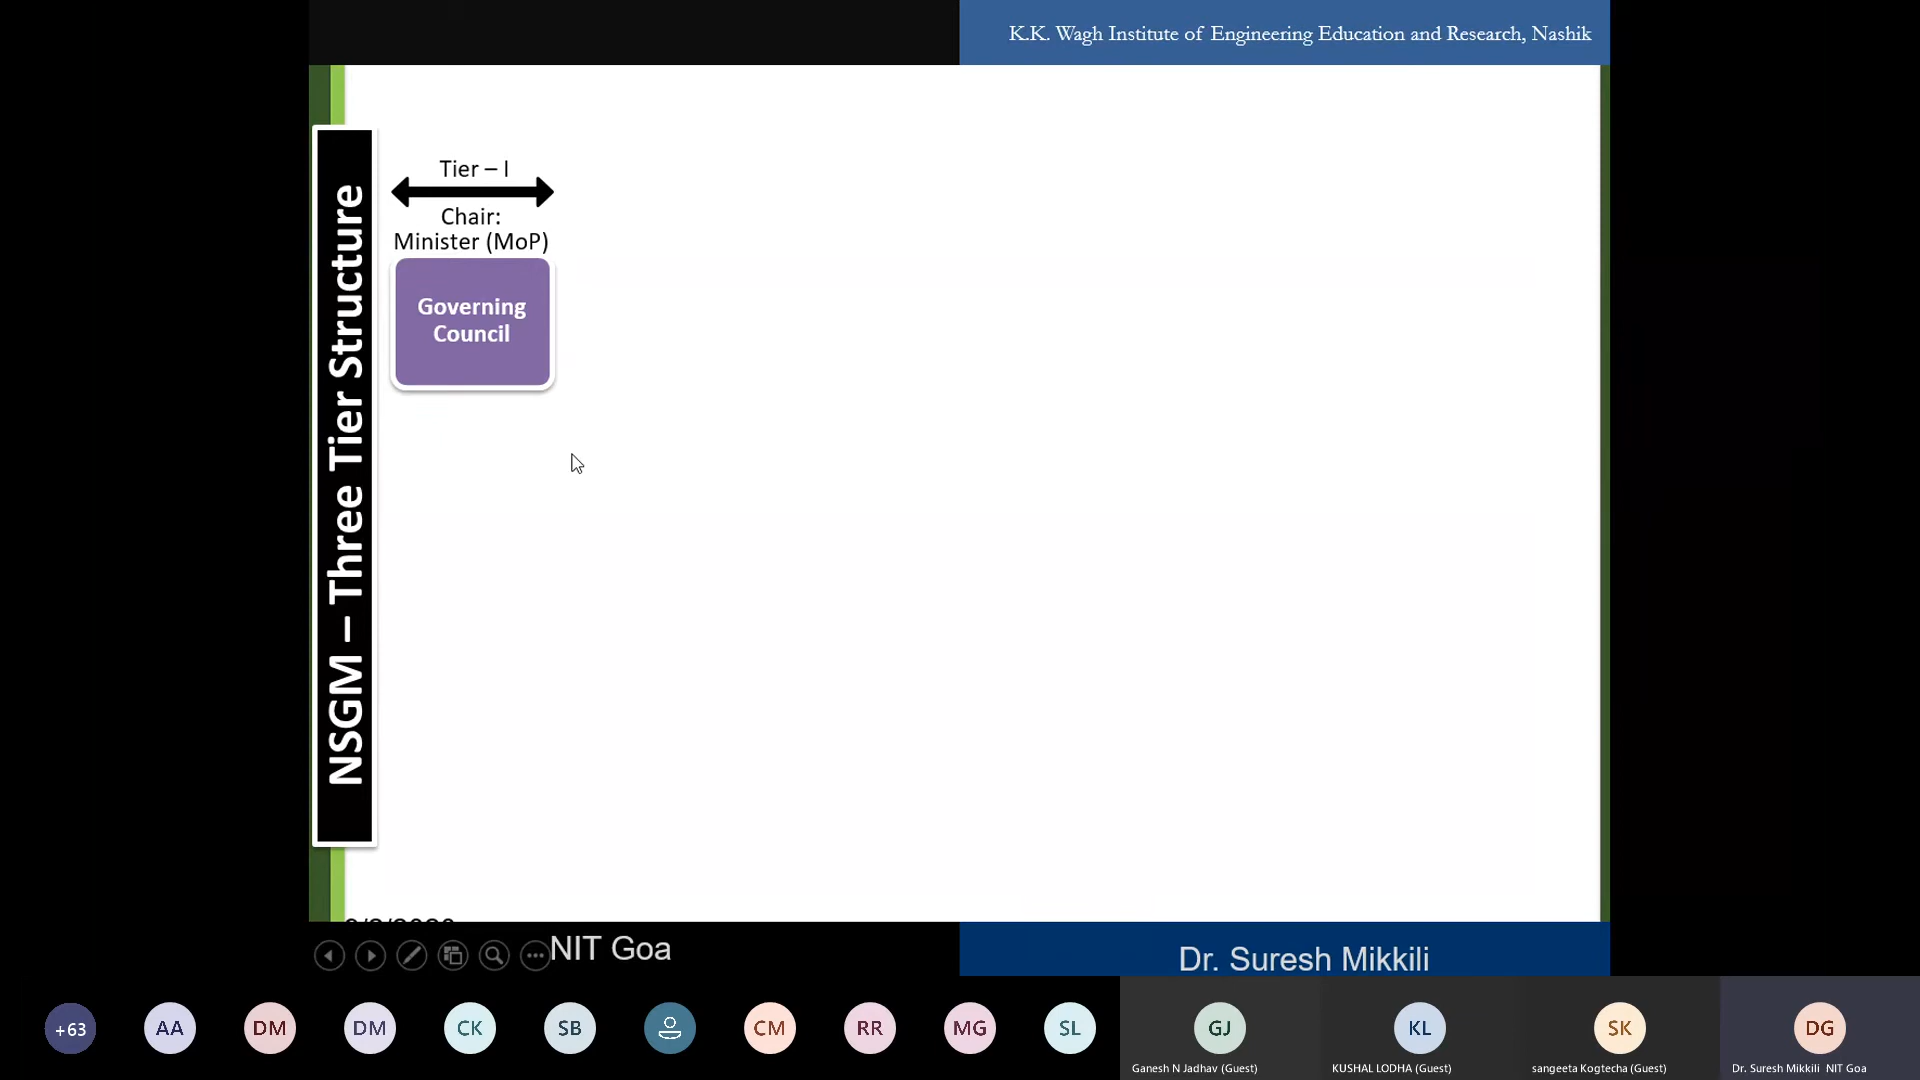 K.K. Wagh Institute of Engineering Education and Research, Nashik
NSGM – Three Tier Structure
Tier – I
Chair:
Minister (MoP)
Governing
Council
NIT Goa
Dr. Suresh Mikkili
+63
AA
DM
DM
CK
SB
CM
RR
MG
SL
GJ
KL
SK
DG
Ganesh N Jadhav (Guest)
KUSHAL LODHA (Guest)
sangeeta Kogtecha (Guest)
Dr. Suresh Mikkili NIT Goa